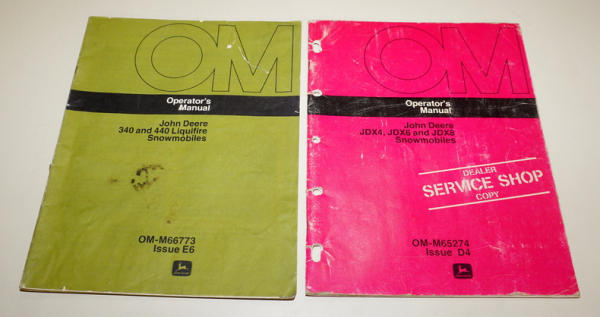 OM
Operator's
Manual
John Deere
340 and 440 Liquifire
Snowmobiles
OM-M66773
Issue E6
OM
Operator's
Manual
John Deere
JDX4, JDX6 and JDX8
Snowmobiles
DEALER
SERVICE SHOP
COPY
OM-M65274
Issue D4